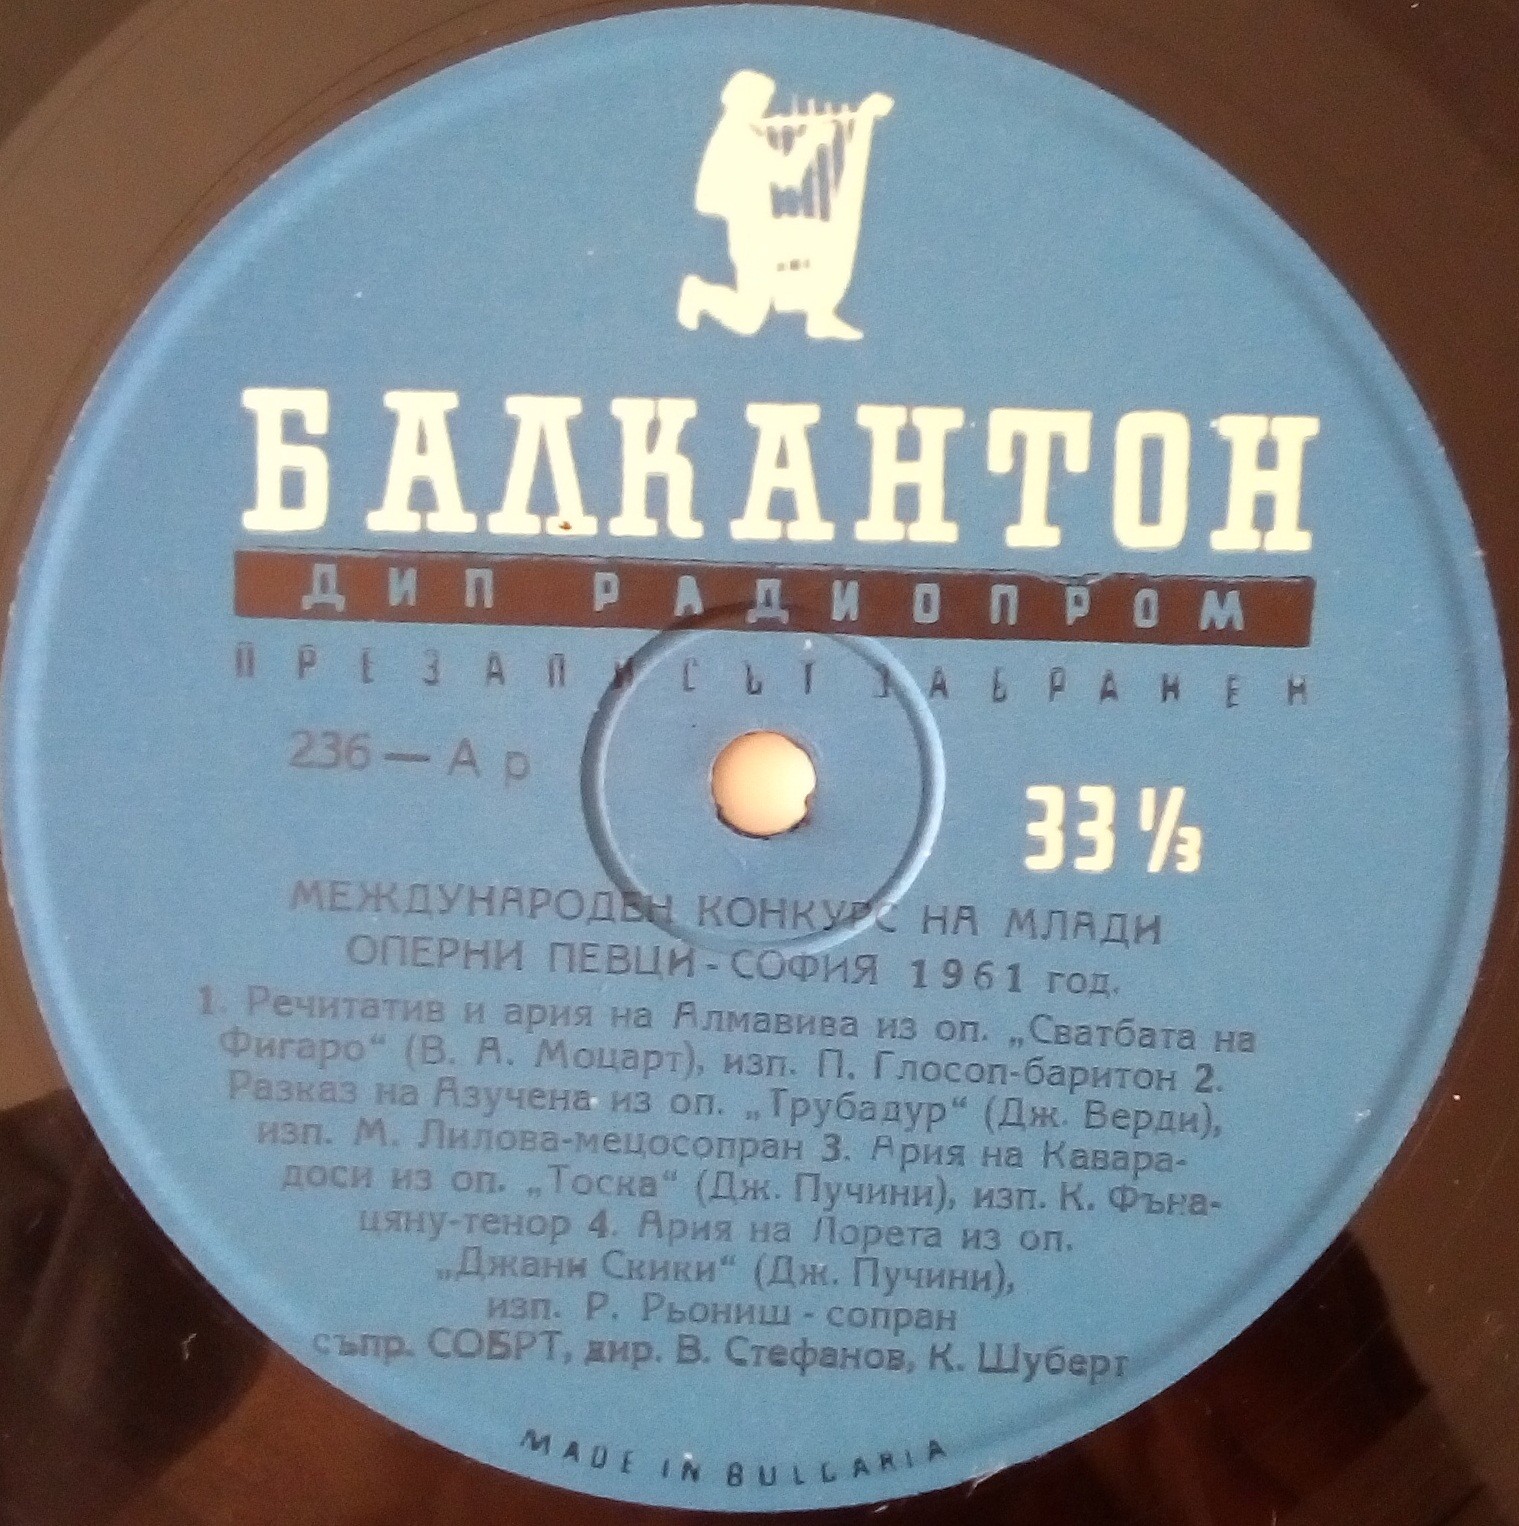 БАЛКАНТОН
ДИП РАДИОПРОМ
ПРЕЗАПИСЪТ ЗАБРАНЕН
236 — А р
33 1/3
МЕЖДУНАРОДЕН КОНКУРС НА МЛАДИ
ОПЕРНИ ПЕВЦИ - СОФИЯ 1961 год.
1. Речитатив и ария на Алмавива из оп. „Сватбата на
Фигаро“ (В. А. Моцарт), изп. П. Глосоп-баритон 2.
Разказ на Азучена из оп. „Трубадур“ (Дж. Верди),
изп. М. Лилова-мецосопран 3. Ария на Кавара-
доси из оп. „Тоска“ (Дж. Пучини), изп. К. Фъна-
цяну-тенор 4. Ария на Лорета из оп.
„Джани Скики“ (Дж. Пучини),
изп. Р. Рьониш - сопран
съпр. СОБРТ, дир. В. Стефанов, К. Шуберт
MADE IN BULGARIA